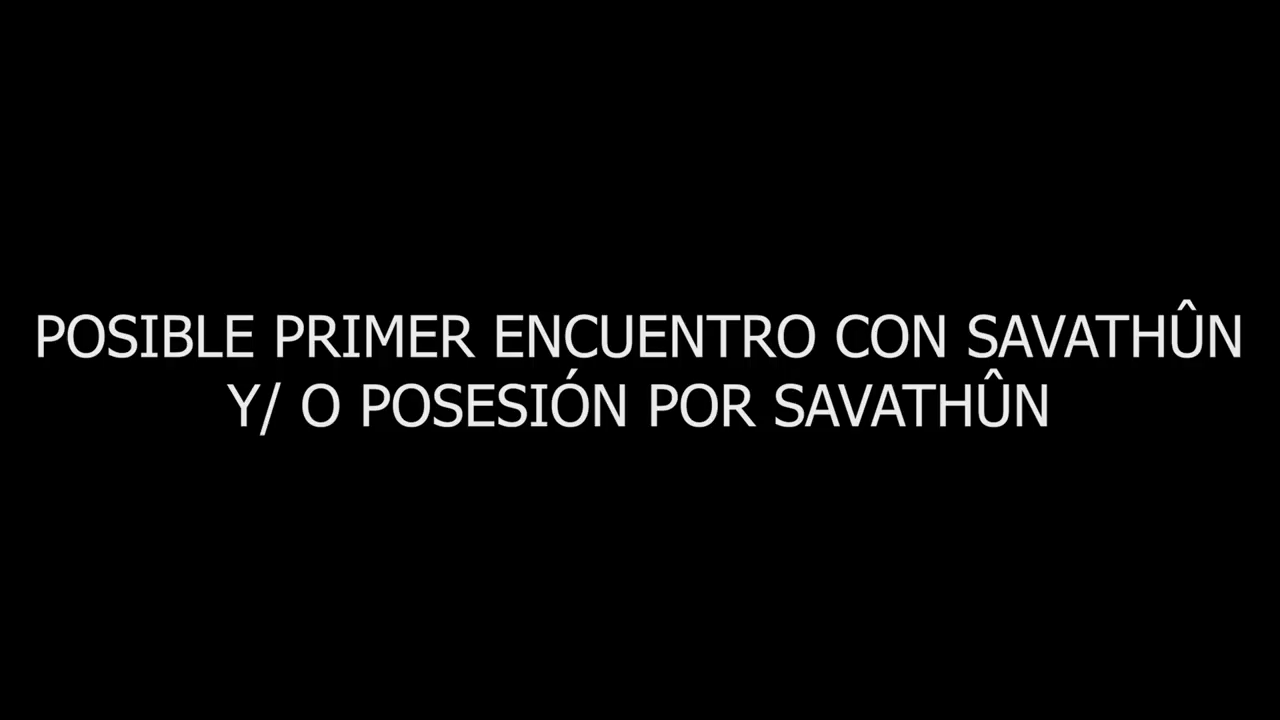 POSIBLE PRIMER ENCUENTRO CON SAVATHÛN
Y/ O POSESIÓN POR SAVATHÛN